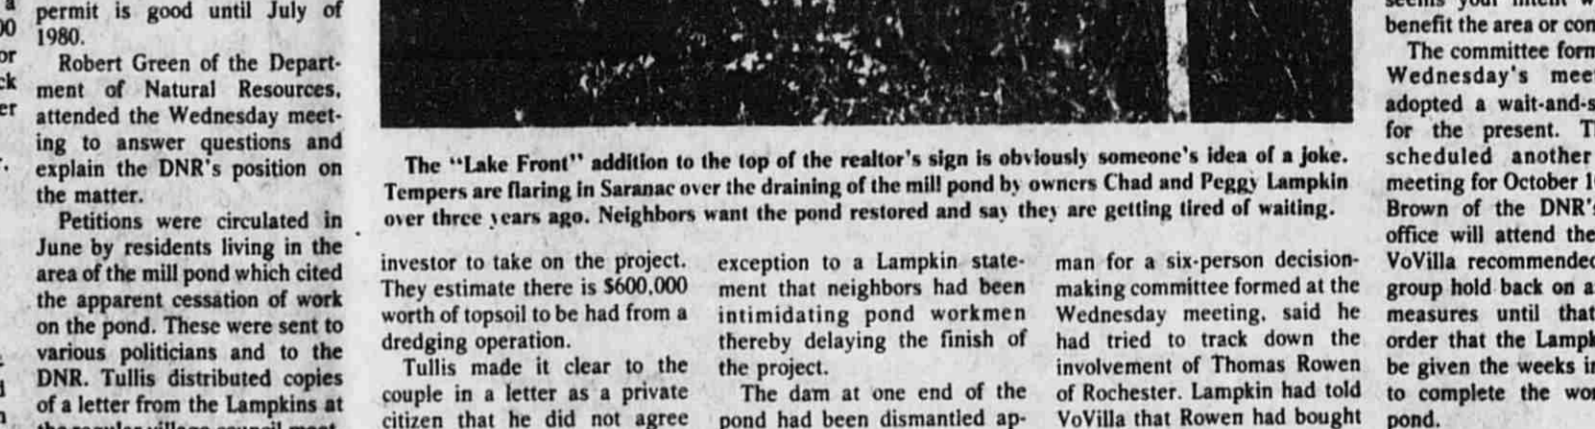 permit is good until July of
1980.
Robert Green of the Depart-
ment of Natural Resources,
attended the Wednesday meet-
ing to answer questions and
explain the DNR's position on
the matter.
Petitions were circulated in
June by residents living in the
area of the mill pond which cited
the apparent cessation of work
on the pond. These were sent to
various politicians and to the
DNR. Tullis distributed copies
of a letter from the Lampkins at
the regular village council meet-
The "Lake Front" addition to the top of the realtor's sign is obviously someone's idea of a joke.
Tempers are flaring in Saranac over the draining of the mill pond by owners Chad and Peggy Lampkin
over three years ago. Neighbors want the pond restored and say they are getting tired of waiting.
investor to take on the project.
They estimate there is $600,000
worth of topsoil to be had from a
dredging operation.
Tullis made it clear to the
couple in a letter as a private
citizen that he did not agree
exception to a Lampkin state-
ment that neighbors had been
intimidating pond workmen
thereby delaying the finish of
the project.
The dam at one end of the
pond had been dismantled ap-
man for a six-person decision-
making committee formed at the
Wednesday meeting, said he
had tried to track down the
involvement of Thomas Rowen
of Rochester. Lampkin had told
VoVilla that Rowen had bought
benefit the area or con
The committee form
Wednesday's mee
adopted a wait-and-s
for the present. T
scheduled another
meeting for October 1
Brown of the DNR's
office will attend the
VoVilla recommended
group hold back on a
measures until that
order that the Lampk
be given the weeks in
to complete the wo
pond.